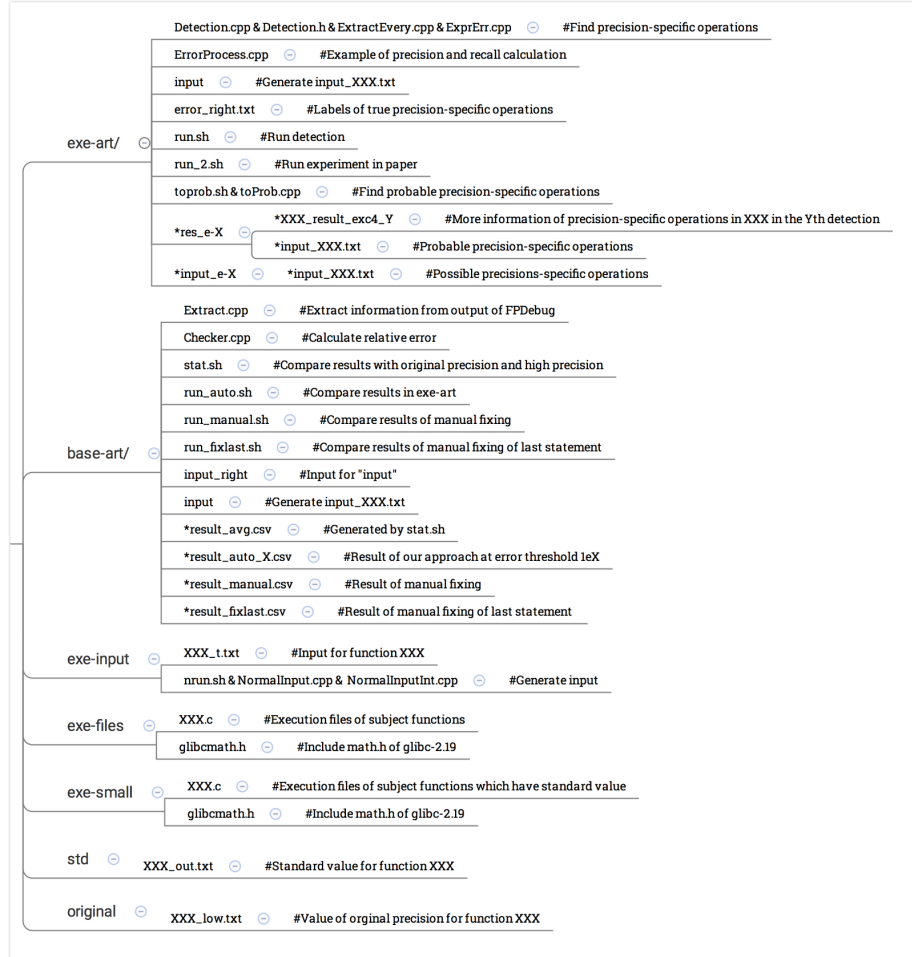 Detection.cpp & Detection.h & ExtractEvery.cpp & ExprErr.cpp #Find precision-specific operations
ErrorProcess.cpp #Example of precision and recall calculation
input #Generate input_XXX.txt
error_right.txt #Labels of true precision-specific operations
exe-art/ run.sh #Run detection
run_2.sh #Run experiment in paper
toprob.sh & toProb.cpp #Find probable precision-specific operations
*XXX_result_exc4_Y #More information of precision-specific operations in XXX in the Yth detection
*res_e-X
*input_XXX.txt #Probable precision-specific operations
*input_e-X *input_XXX.txt #Possible precisions-specific operations
Extract.cpp #Extract information from output of FPDebug
Checker.cpp #Calculate relative error
stat.sh #Compare results with original precision and high precision
run_auto.sh #Compare results in exe-art
run_manual.sh #Compare results of manual fixing
base-art/ run_fixlast.sh #Compare results of manual fixing of last statement
input_right #Input for "input"
input #Generate input_XXX.txt
*result_avg.csv #Generated by stat.sh
*result_auto_X.csv #Result of our approach at error threshold 1eX
*result_manual.csv #Result of manual fixing
*result_fixlast.csv #Result of manual fixing of last statement
exe-input XXX_t.txt #Input for function XXX
nrun.sh & NormalInput.cpp & NormalInputInt.cpp #Generate input
exe-files XXX.c #Execution files of subject functions
glibcmath.h #Include math.h of glibc-2.19
exe-small XXX.c #Execution files of subject functions which have standard value
glibcmath.h #Include math.h of glibc-2.19
std XXX_out.txt #Standard value for function XXX
original XXX_low.txt #Value of orginal precision for function XXX